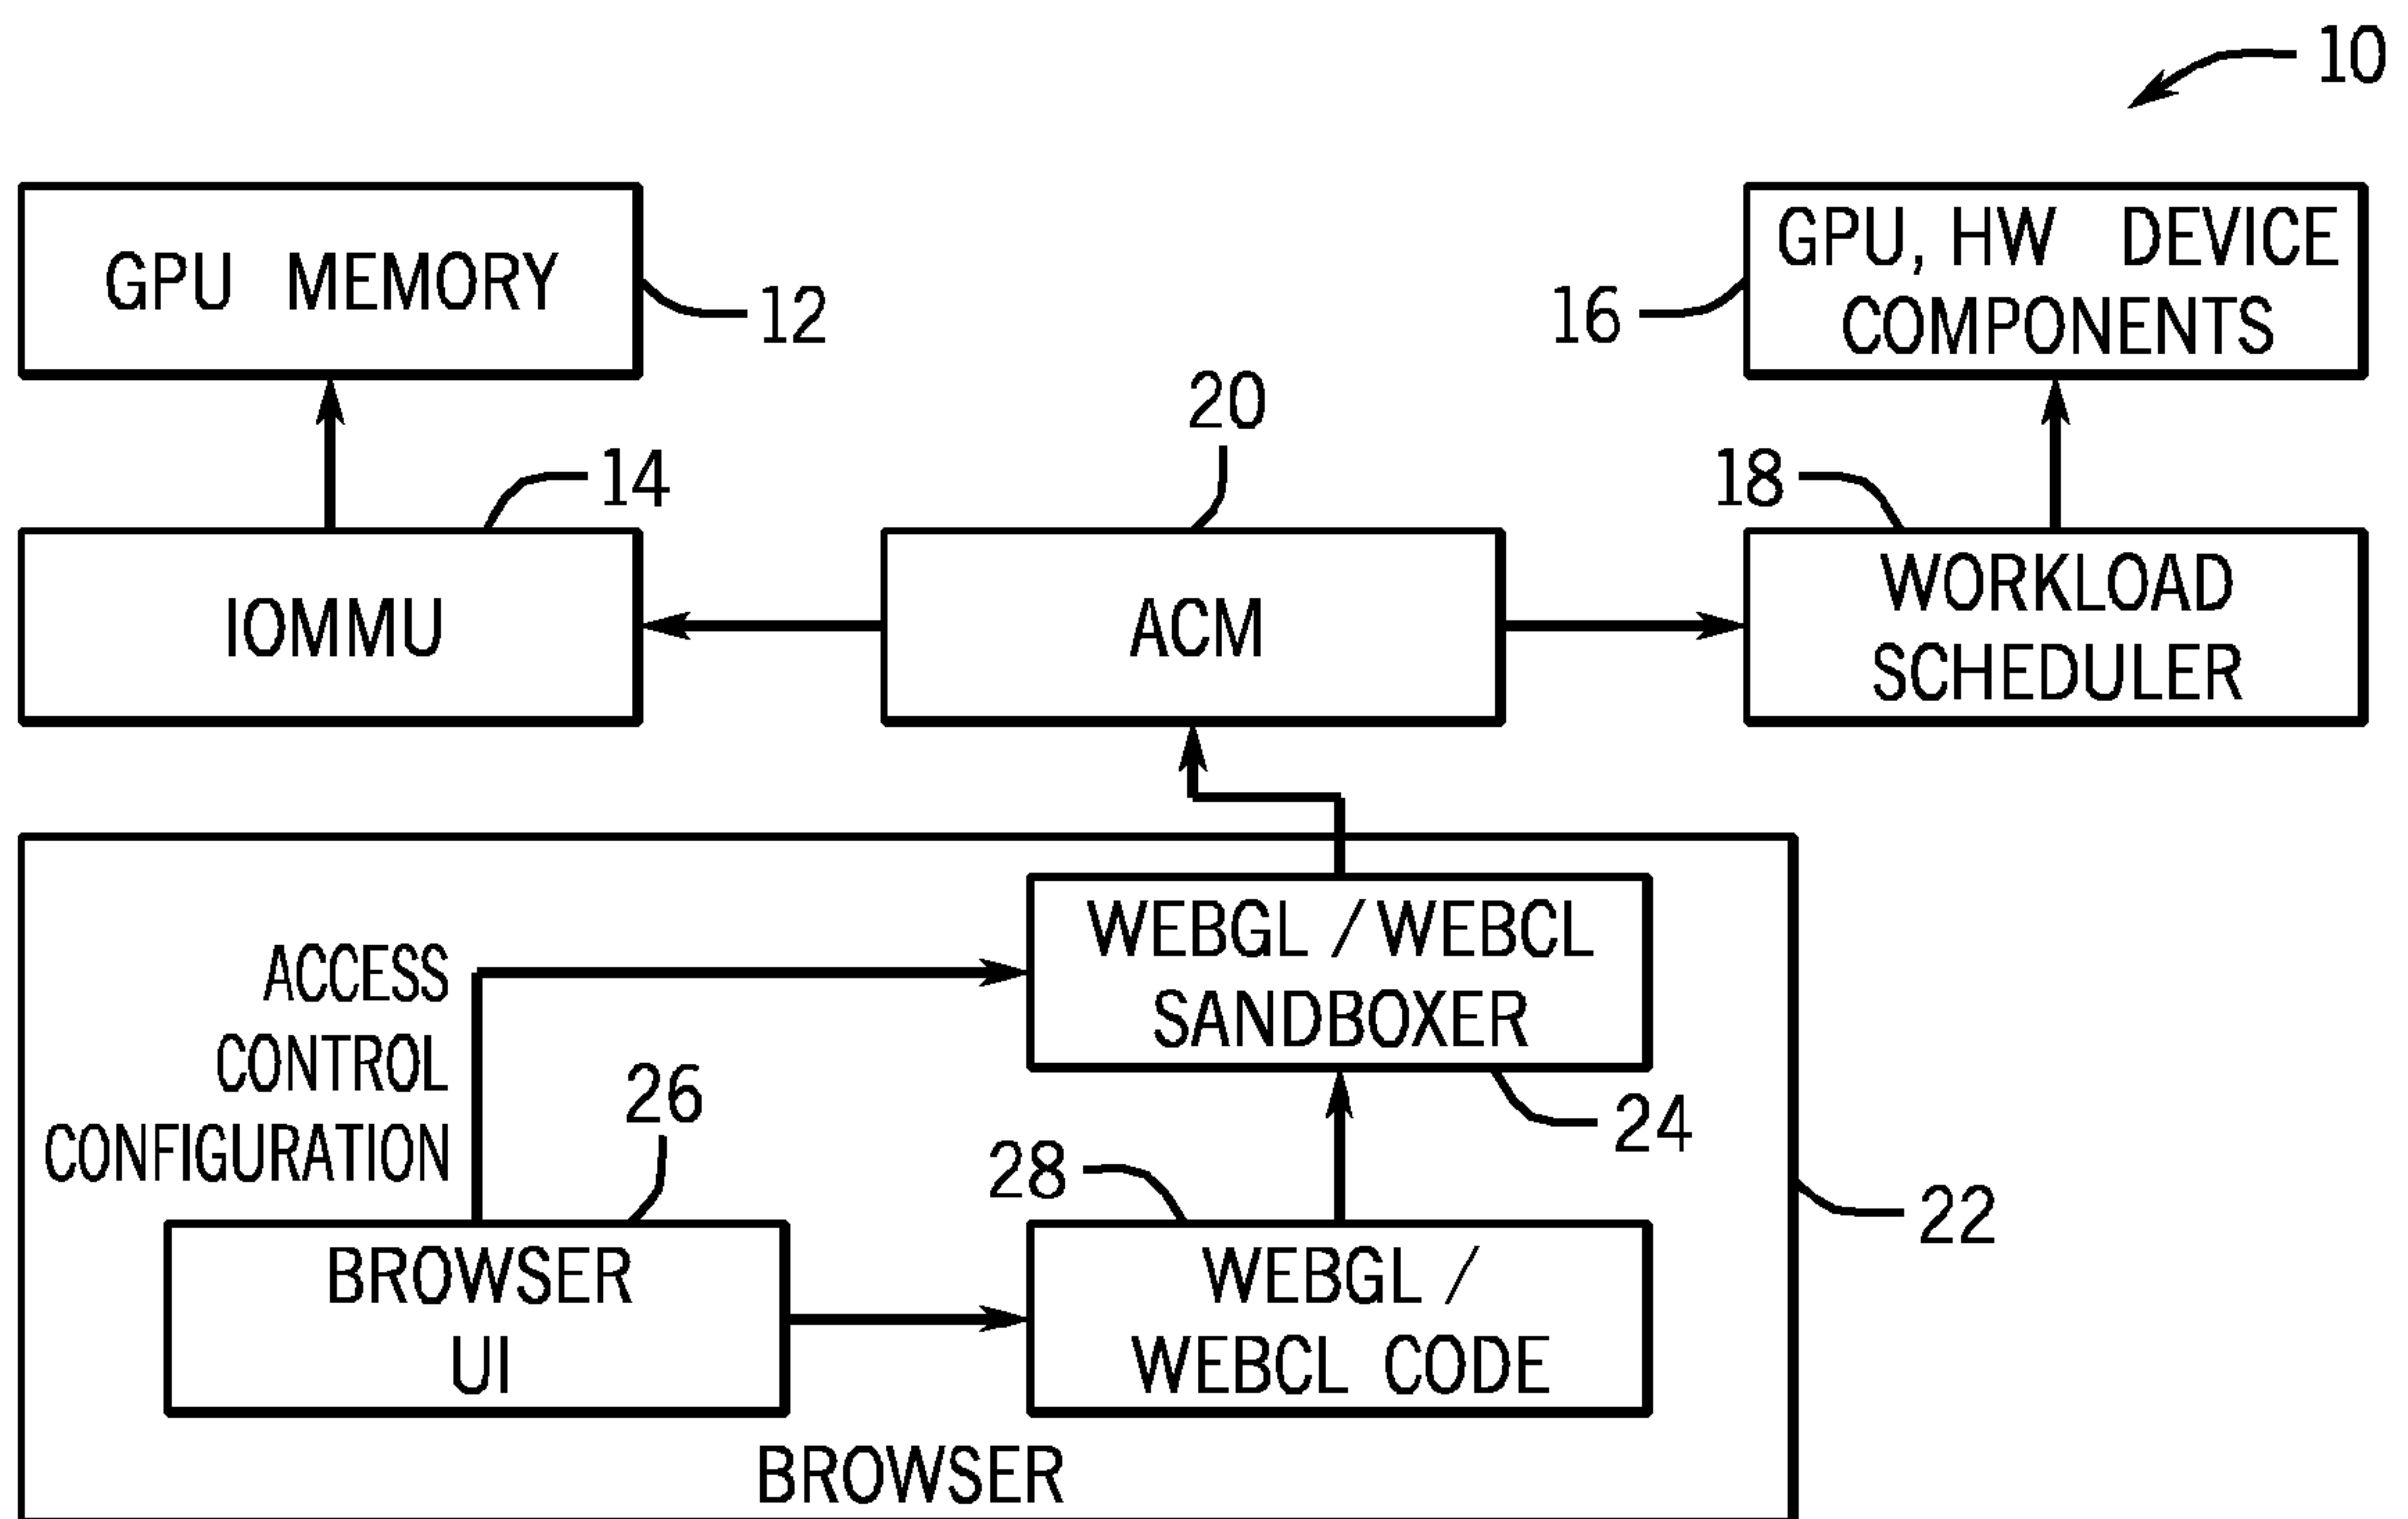 10
GPU MEMORY
12
16
GPU, HW DEVICE
COMPONENTS
20
14
18
IOMMU
ACM
WORKLOAD
SCHEDULER
WEBGL / WEBCL
SANDBOXER
ACCESS
CONTROL
CONFIGURATION
26
24
28
22
BROWSER
UI
WEBGL /
WEBCL CODE
BROWSER